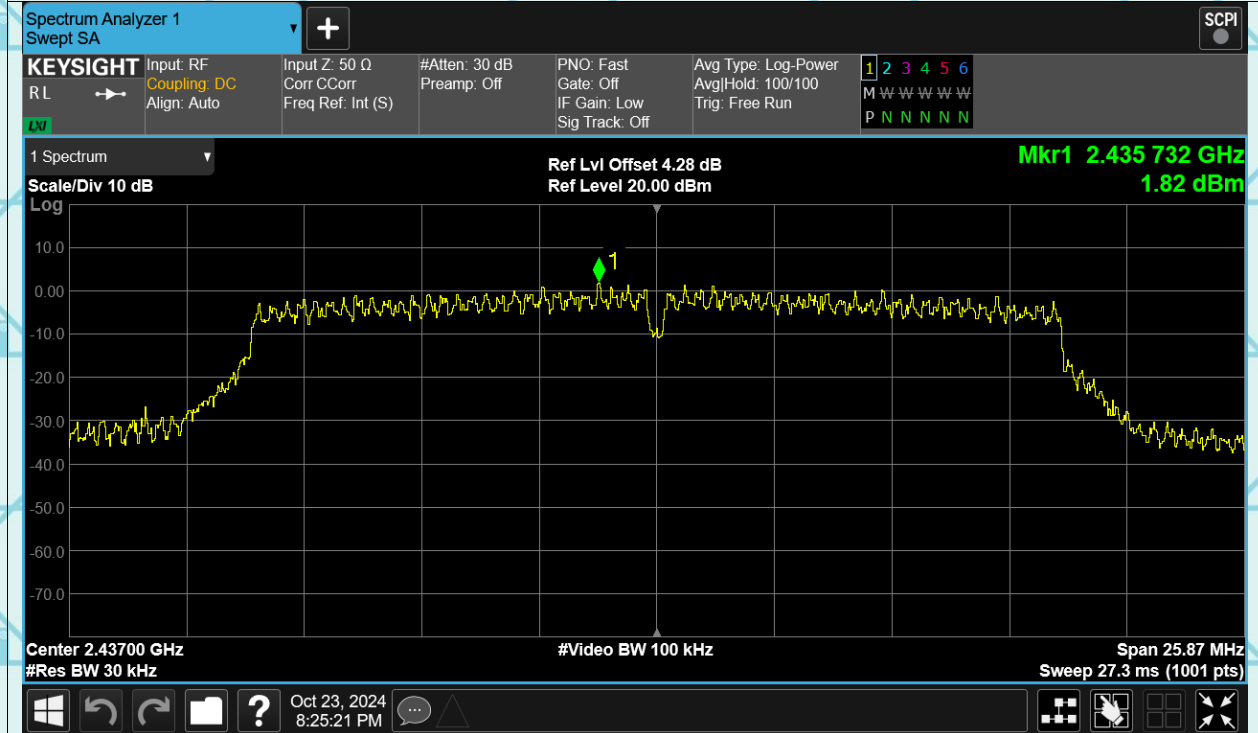 Spectrum Analyzer 1
Swept SA
SCPI
KEYSIGHT
RL
LXI
Input: RF
Coupling: DC
Align: Auto
Input Z: 50 Ω
Corr CCorr
Freq Ref: Int (S)
#Atten: 30 dB
Preamp: Off
PNO: Fast
Gate: Off
IF Gain: Low
Sig Track: Off
Avg Type: Log-Power
Avg|Hold: 100/100
Trig: Free Run
1 2 3 4 5 6
M W W W W W
P N N N N N
1 Spectrum
Scale/Div 10 dB
Log
Ref Lvl Offset 4.28 dB
Ref Level 20.00 dBm
Mkr1 2.435 732 GHz
1.82 dBm
10.0
1
0.00
-10.0
-20.0
-30.0
-40.0
-50.0
-60.0
-70.0
Center 2.43700 GHz
#Res BW 30 kHz
#Video BW 100 kHz
Span 25.87 MHz
Sweep 27.3 ms (1001 pts)
?
Oct 23, 2024
8:25:21 PM